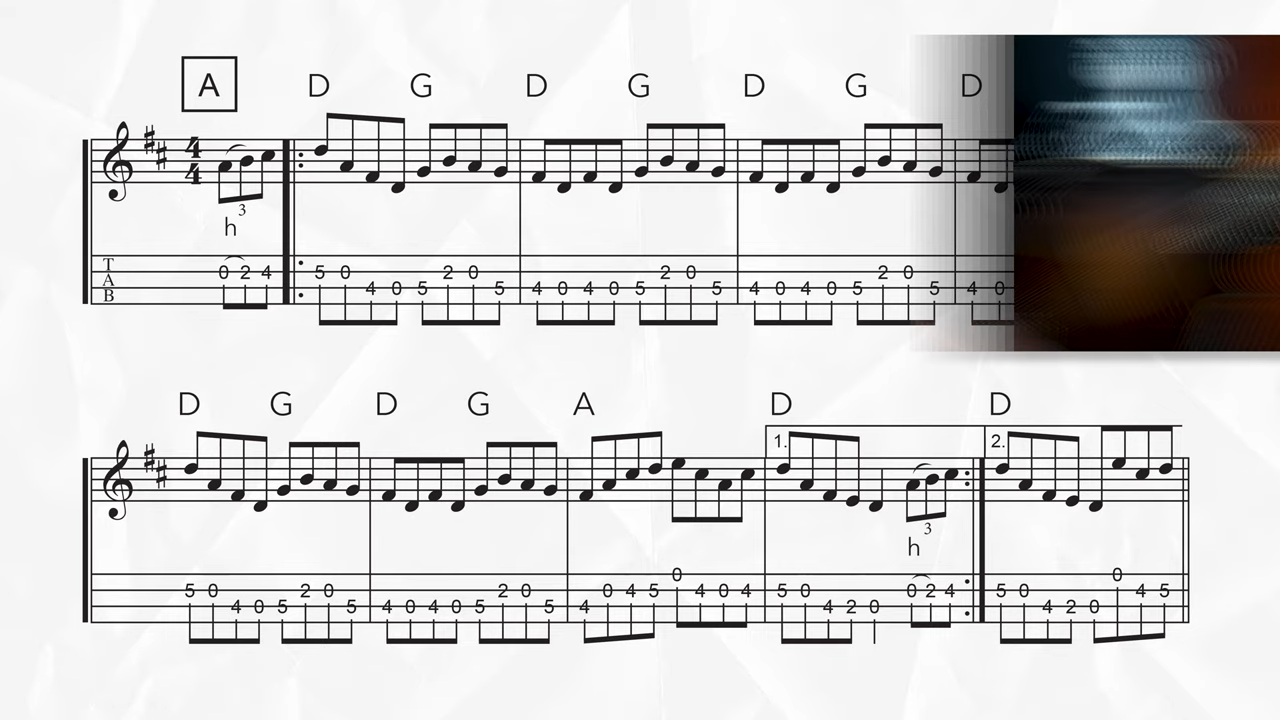 A D G D G D G D
4
4
3
h
T 0 2 4 5 0 2 0 2 0 2 0
A 4 0 5 5 4 0 4 0 5 5 4 0 4 0 5 5 4 0
B
D G D G A D D
1. 2.
3
h
0 0
5 0 2 0 2 0 0 4 5 4 0 4 5 0 0 2 4 5 0 4 5
4 0 5 5 4 0 4 0 5 5 4 4 2 0 4 2 0